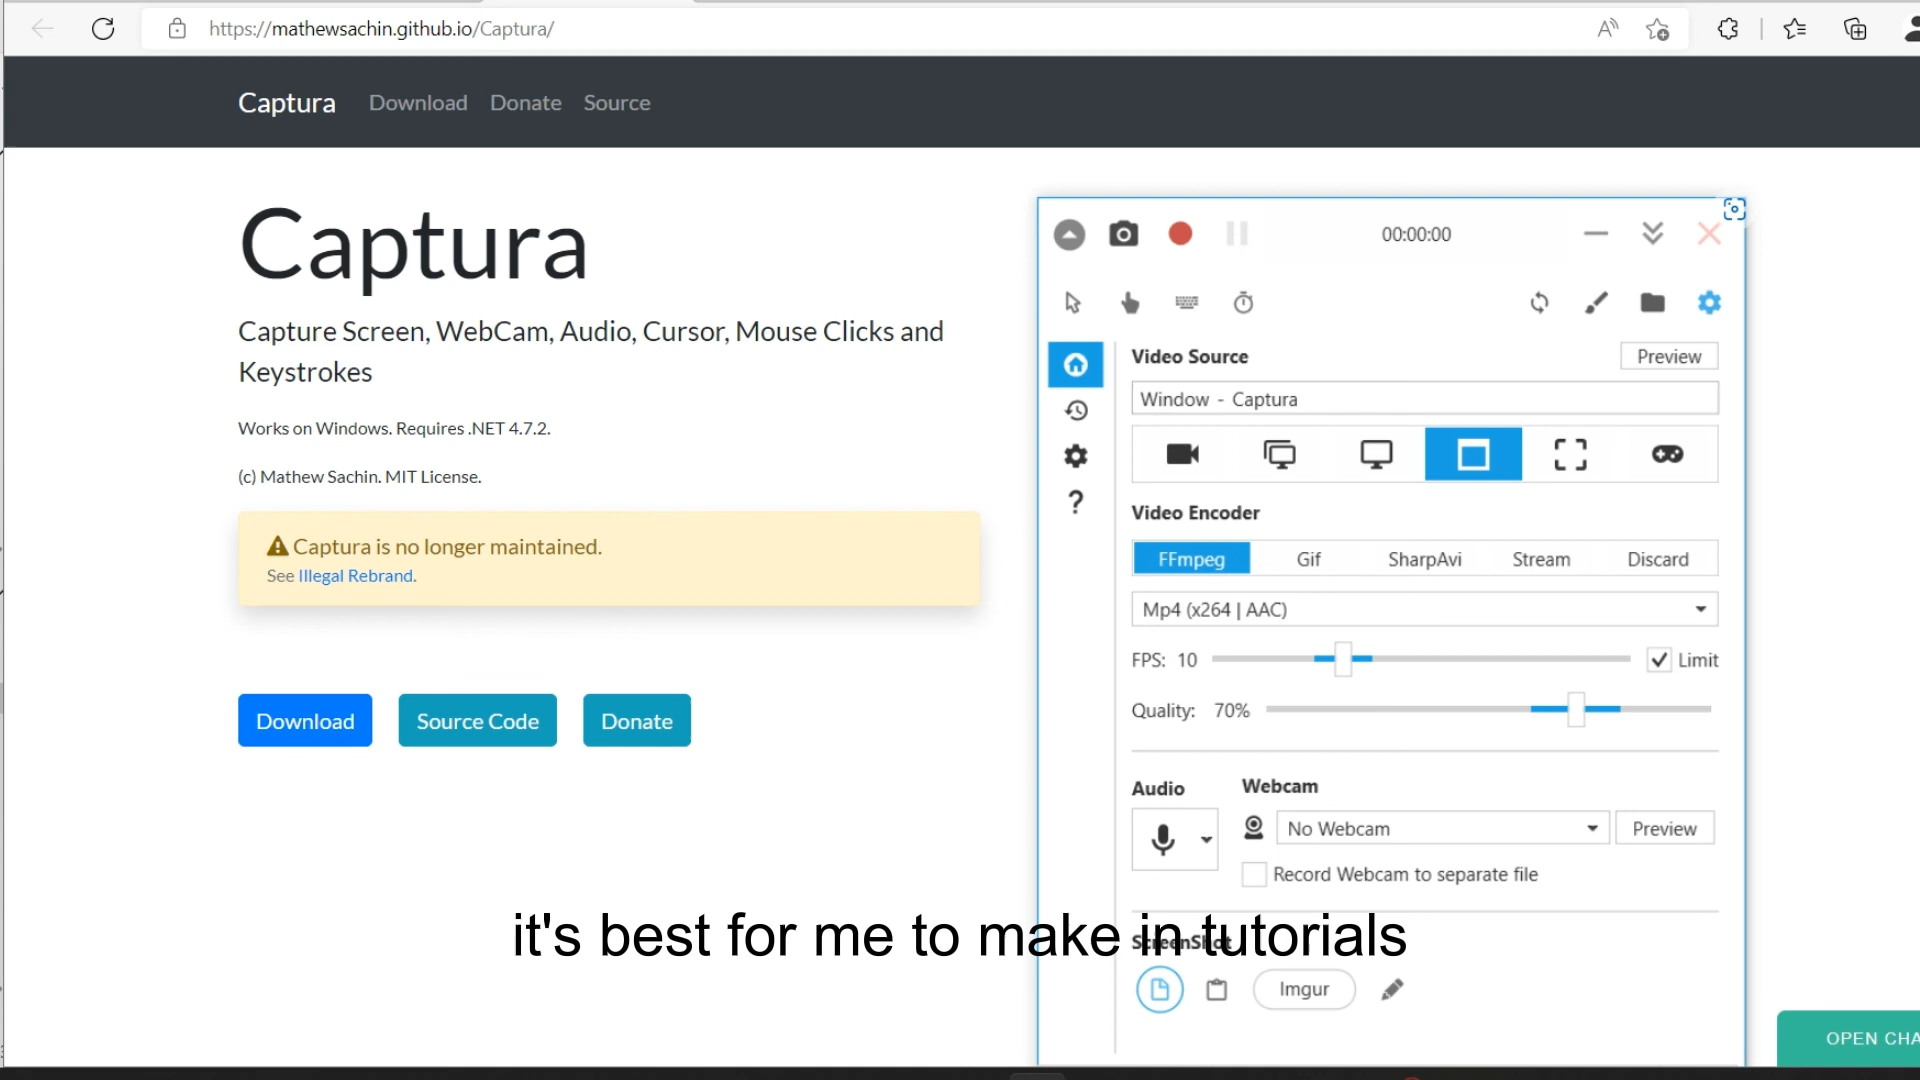 https://mathewsachin.github.io/Captura/
Captura Download Donate Source
Captura
Capture Screen, WebCam, Audio, Cursor, Mouse Clicks and
Keystrokes
Works on Windows. Requires .NET 4.7.2.
(c) Mathew Sachin. MIT License.
Captura is no longer maintained.
See Illegal Rebrand.
Download Source Code Donate
00:00:00
Video Source Preview
Window - Captura
Video Encoder
FFmpeg Gif SharpAvi Stream Discard
Mp4 (x264 | AAC)
FPS: 10 Limit
Quality: 70%
Audio Webcam
No Webcam Preview
Record Webcam to separate file
ScreenShot
Imgur
it's best for me to make in tutorials
OPEN CHA